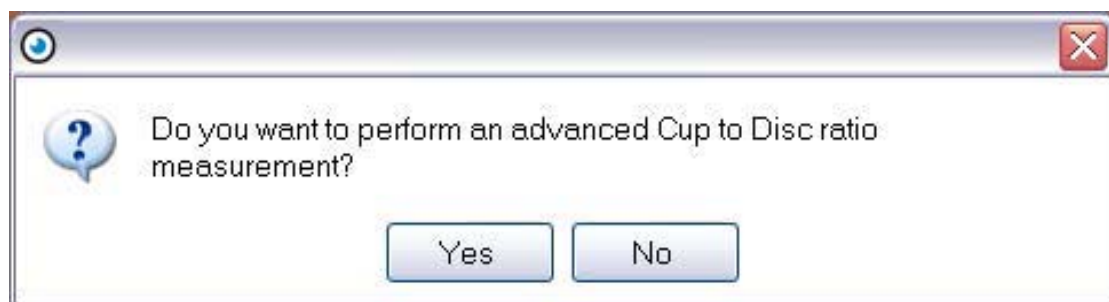 Do you want to perform an advanced Cup to Disc ratio
measurement?
Yes No